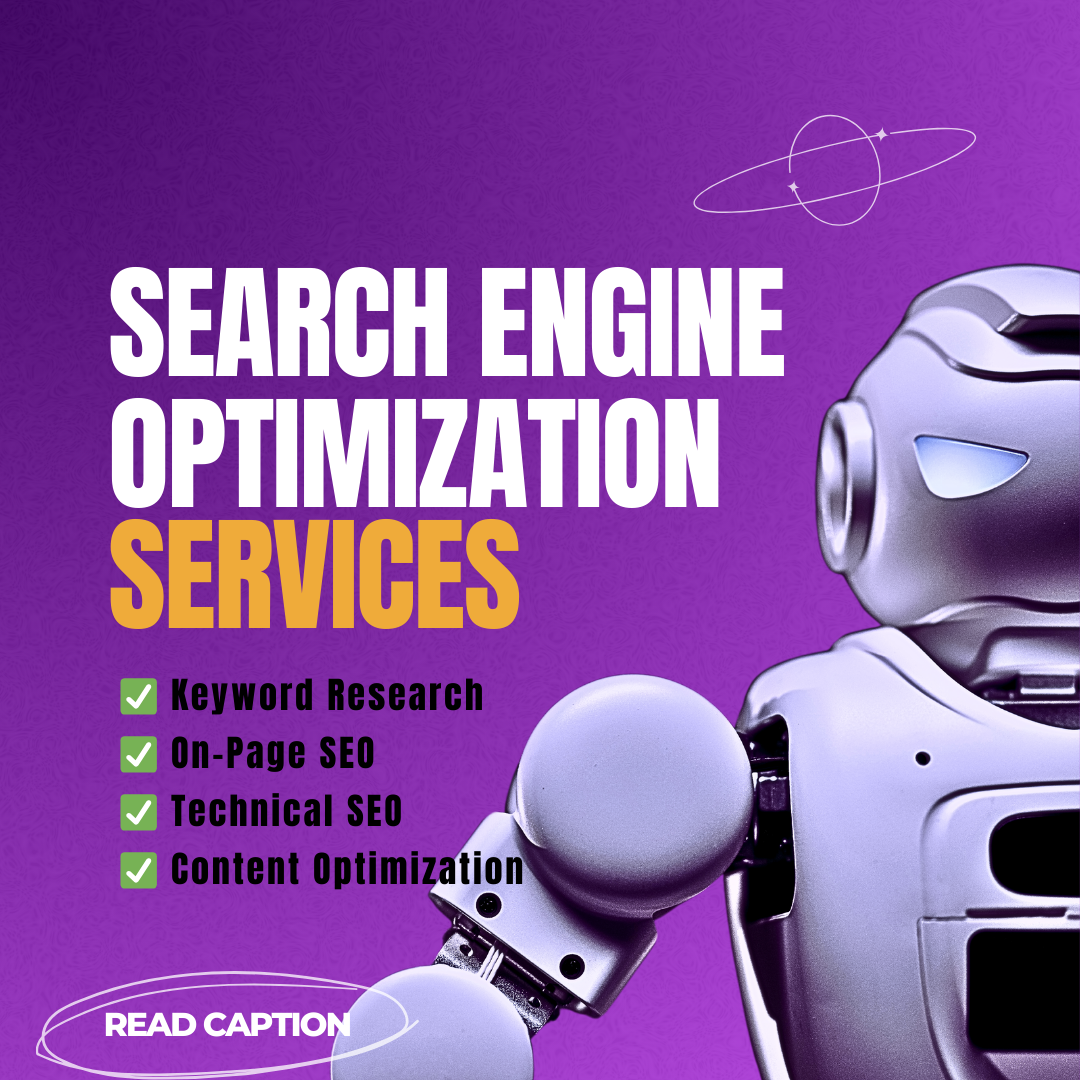 SEARCH ENGINE
OPTIMIZATION
SERVICES
✅ Keyword Research
✅ On-Page SEO
✅ Technical SEO
✅ Content Optimization
READ CAPTION